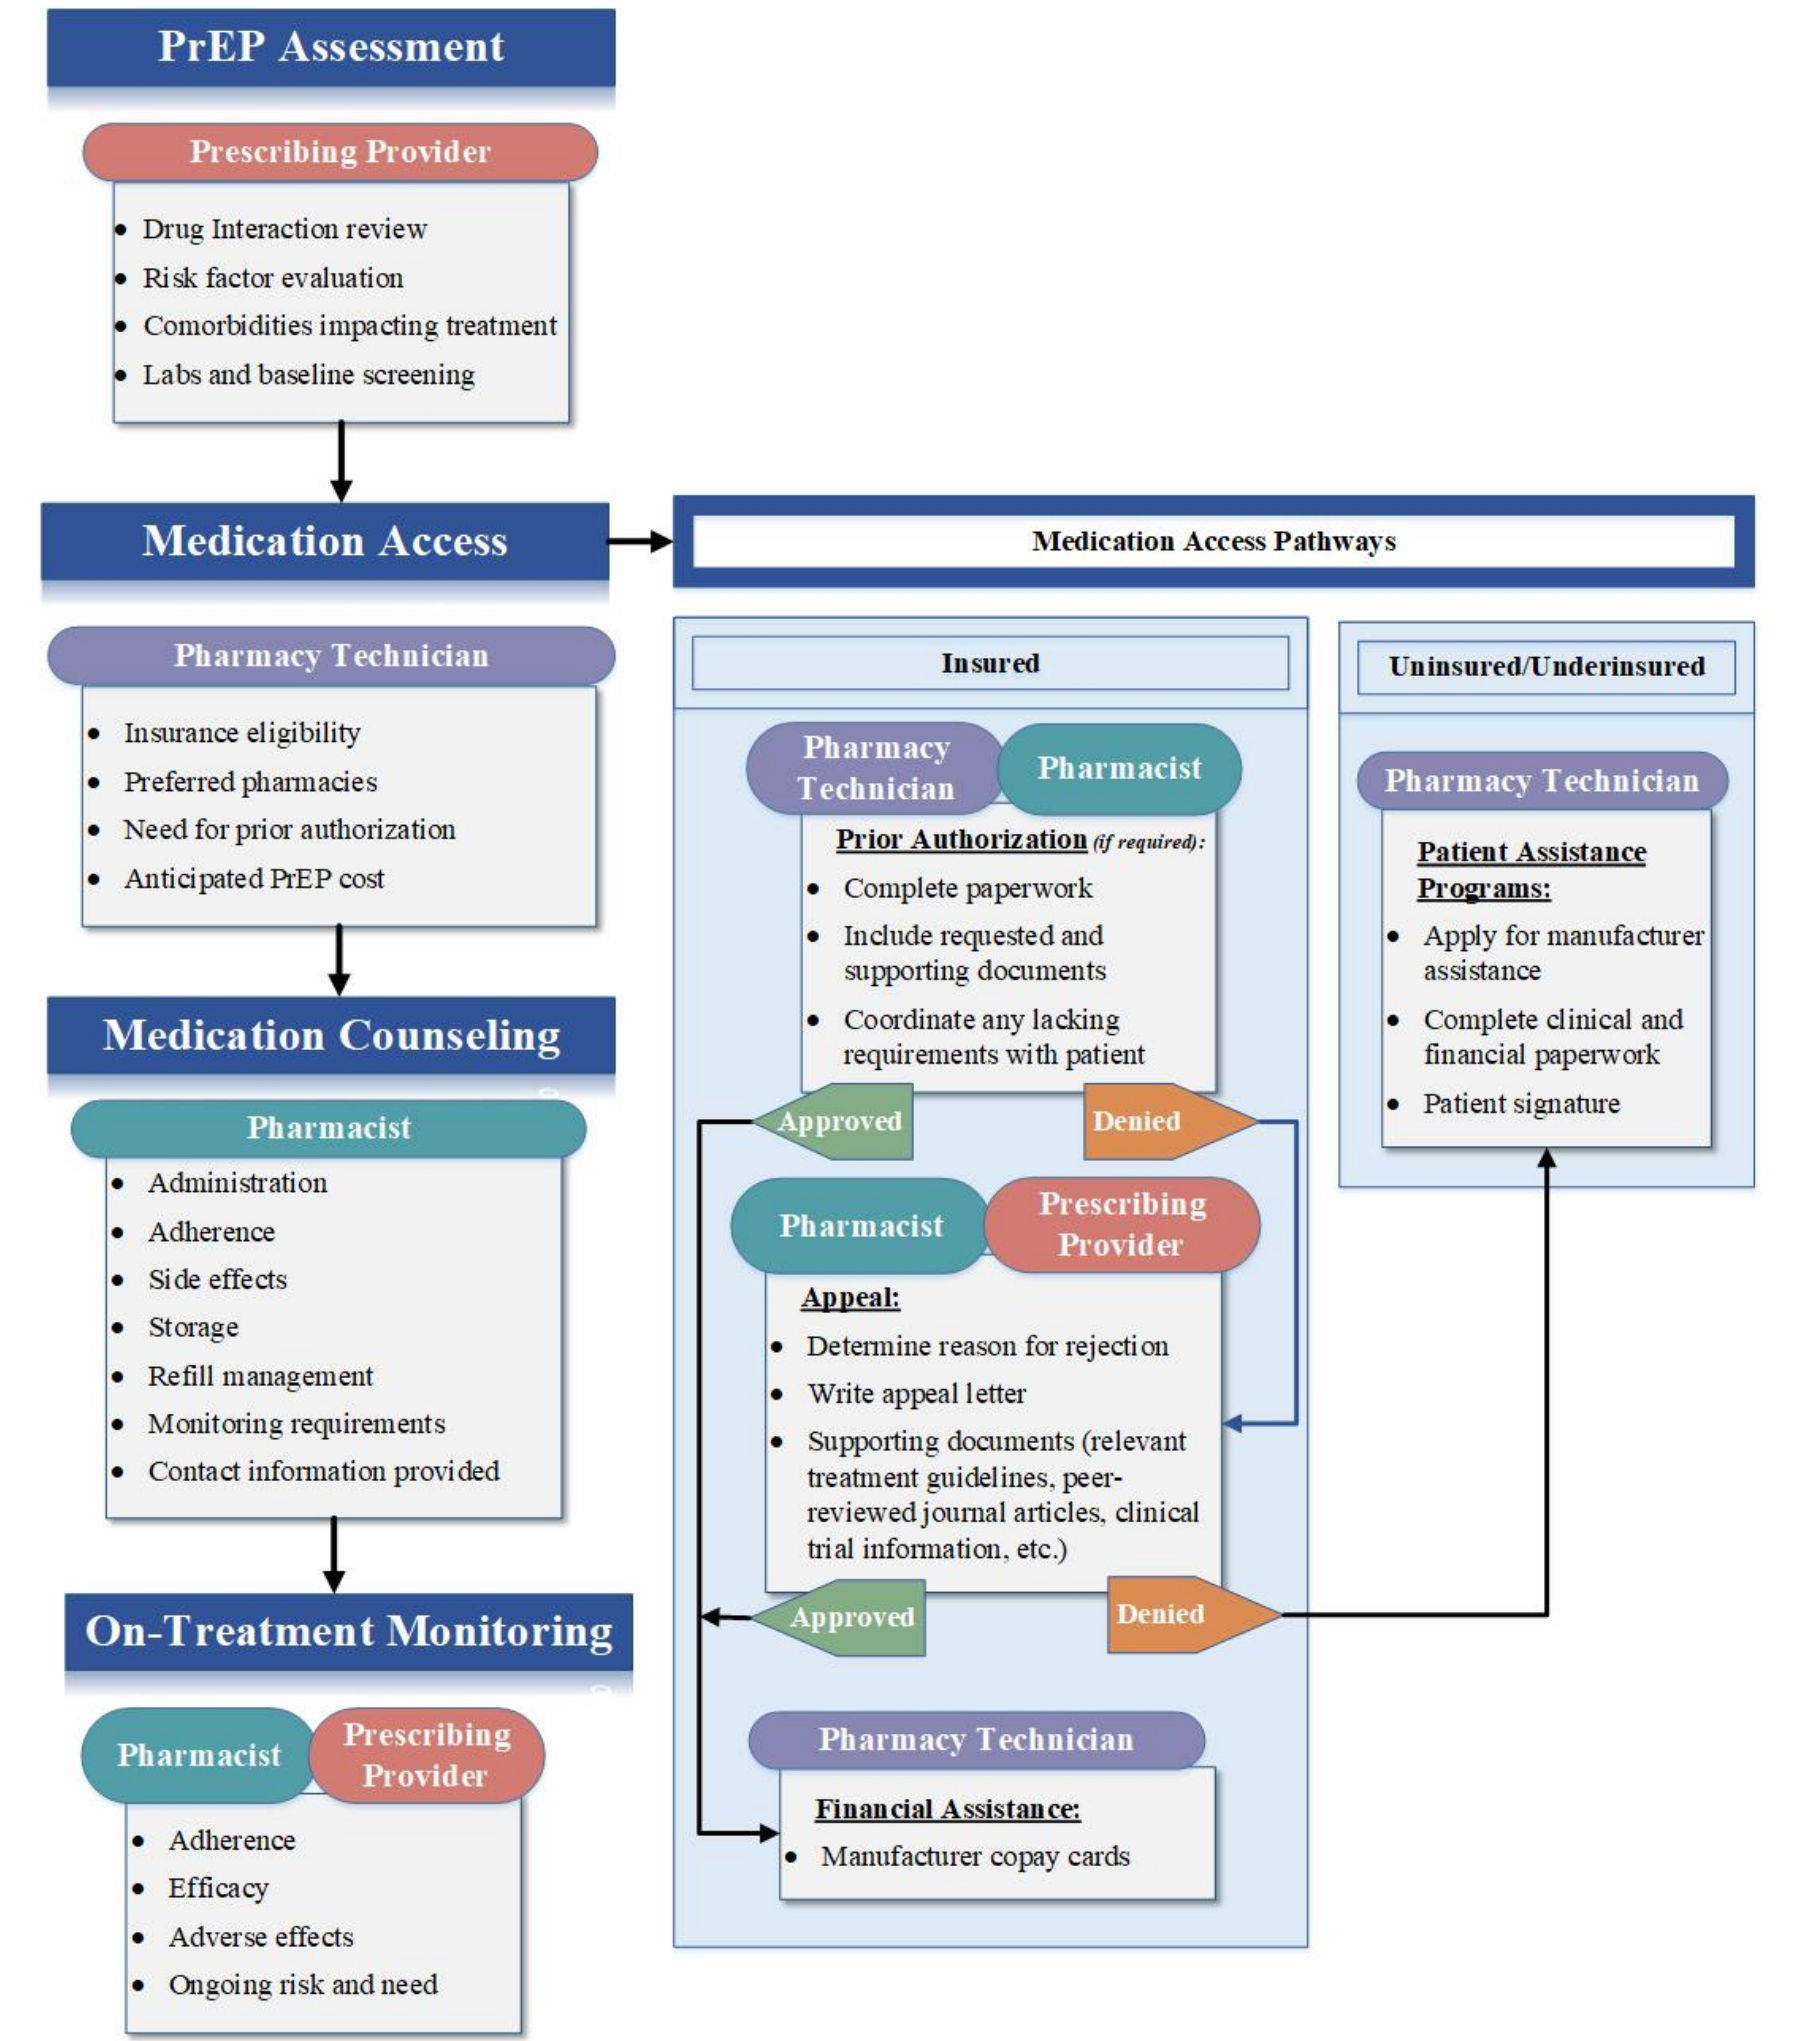 PrEP Assessment
Prescribing Provider
• Drug Interaction review
• Risk factor evaluation
• Comorbidities impacting treatment
• Labs and baseline screening
Medication Access
Pharmacy Technician
• Insurance eligibility
• Preferred pharmacies
• Need for prior authorization
• Anticipated PrEP cost
Medication Counseling
Pharmacist
• Administration
• Adherence
• Side effects
• Storage
• Refill management
• Monitoring requirements
• Contact information provided
On-Treatment Monitoring
Pharmacist
Prescribing
Provider
• Adherence
• Efficacy
• Adverse effects
• Ongoing risk and need
Medication Access Pathways
Insured
Pharmacy
Technician
Pharmacist
Prior Authorization (if required):
• Complete paperwork
• Include requested and
supporting documents
• Coordinate any lacking
requirements with patient
Approved
Denied
Pharmacist
Prescribing
Provider
Appeal:
• Determine reason for rejection
• Write appeal letter
• Supporting documents (relevant
treatment guidelines, peer-
reviewed journal articles, clinical
trial information, etc.)
Approved
Denied
Pharmacy Technician
Financial Assistance:
• Manufacturer copay cards
Uninsured/Underinsured
Pharmacy Technician
Patient Assistance
Programs:
• Apply for manufacturer
assistance
• Complete clinical and
financial paperwork
• Patient signature